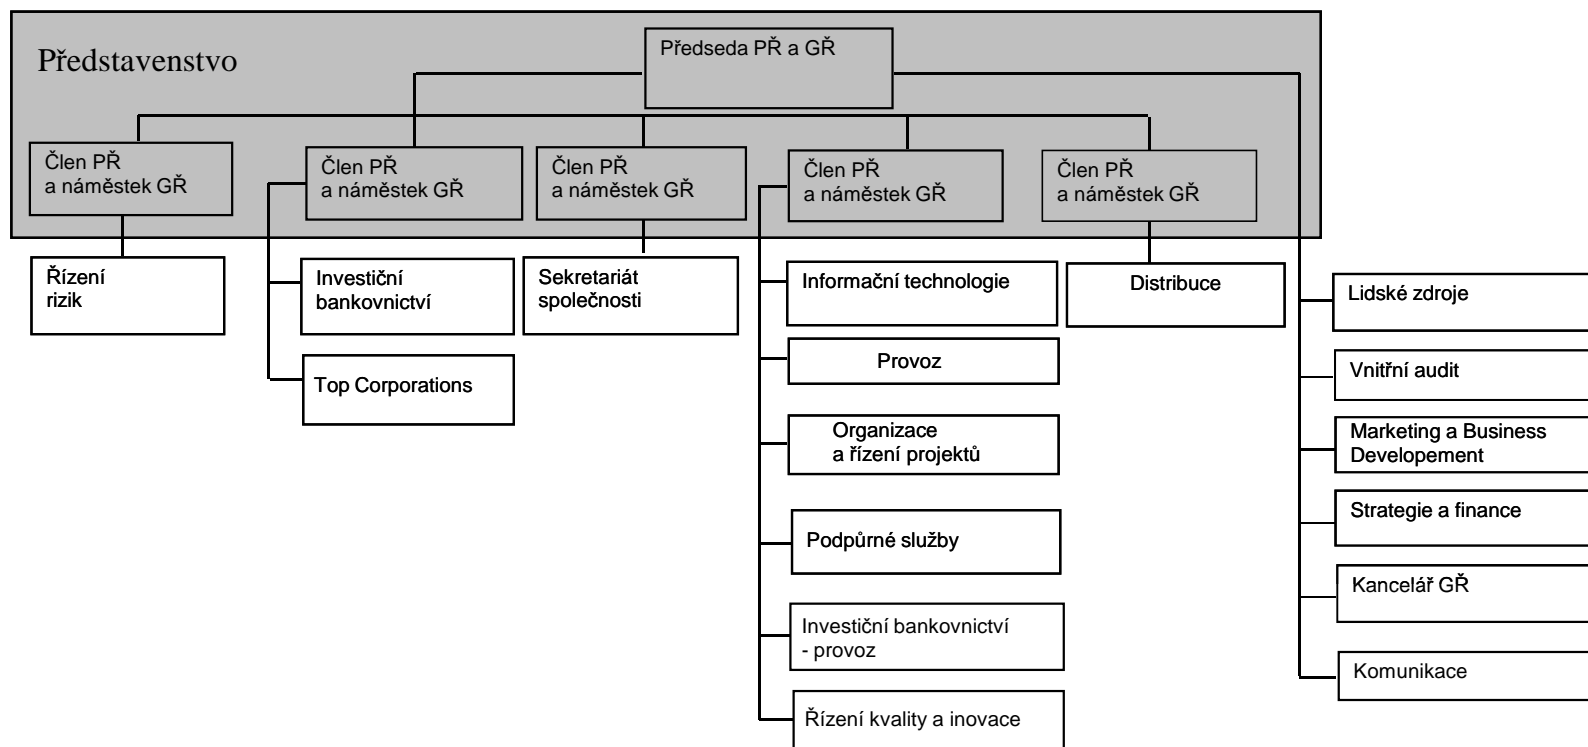 Představenstvo
Předseda PŘ a GŘ
Člen PŘ
a náměstek GŘ
Člen PŘ
a náměstek GŘ
Člen PŘ
a náměstek GŘ
Člen PŘ
a náměstek GŘ
Člen PŘ
a náměstek GŘ
Řízení
rizik
Investiční
bankovnictví
Top Corporations
Sekretariát
společnosti
Informační technologie
Provoz
Organizace
a řízení projektů
Podpůrné služby
Investiční bankovnictví
- provoz
Řízení kvality a inovace
Distribuce
Lidské zdroje
Vnitřní audit
Marketing a Business
Developement
Strategie a finance
Kancelář GŘ
Komunikace